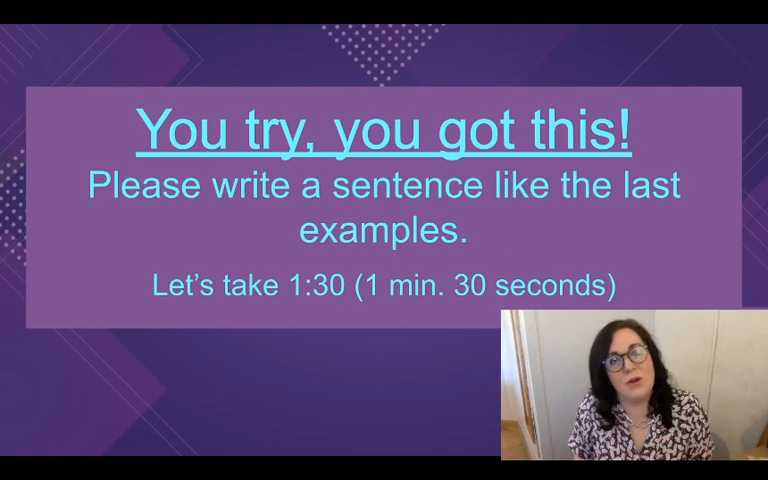 You try, you got this!
Please write a sentence like the last
examples.
Let’s take 1:30 (1 min. 30 seconds)